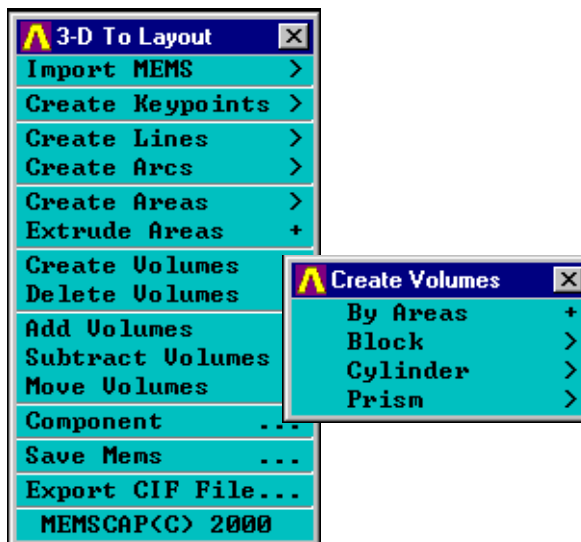 3-D To Layout
Import MEMS >
Create Keypoints >
Create Lines >
Create Arcs >
Create Areas >
Extrude Areas +
Create Volumes
Delete Volumes
Add Volumes
Subtract Volumes
Move Volumes
Component ...
Save Mems ...
Export CIF File...
MEMSCAP(C) 2000
Create Volumes
By Areas +
Block >
Cylinder >
Prism >